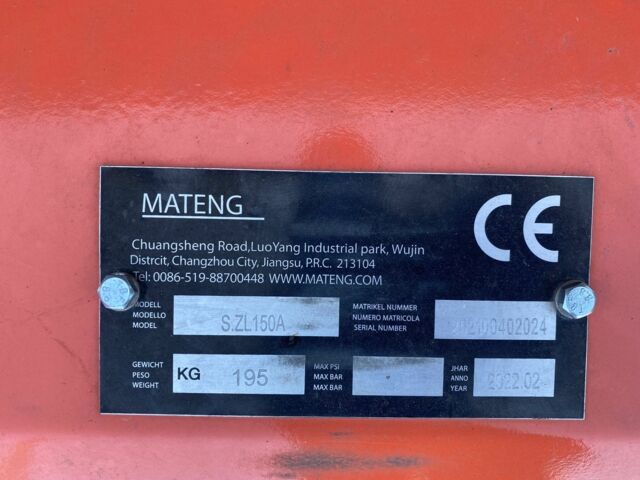 MATENG
CE
Chuangsheng Road,LuoYang Industrial park, Wujin
Distrcit, Changzhou City, Jiangsu, P.R.C. 213104
Tel: 0086-519-88700448 WWW.MATENG.COM
MODELL
MODELLO
MODEL
S.ZL150A
MATRIKEL NUMMER
NUMERO MATRICOLA
SERIAL NUMBER
GEWICHT
PESO
WEIGHT
KG 195
MAX PSI
MAX BAR
MAX BAR
JHAR
ANNO
YEAR
2022.02